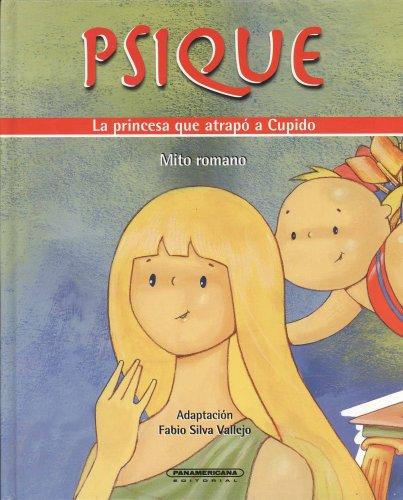 PSIQUE
La princesa que atrapó a Cupido
Mito romano
Adaptación
Fabio Silva Vallejo
PANAMERICANA
EDITORIAL